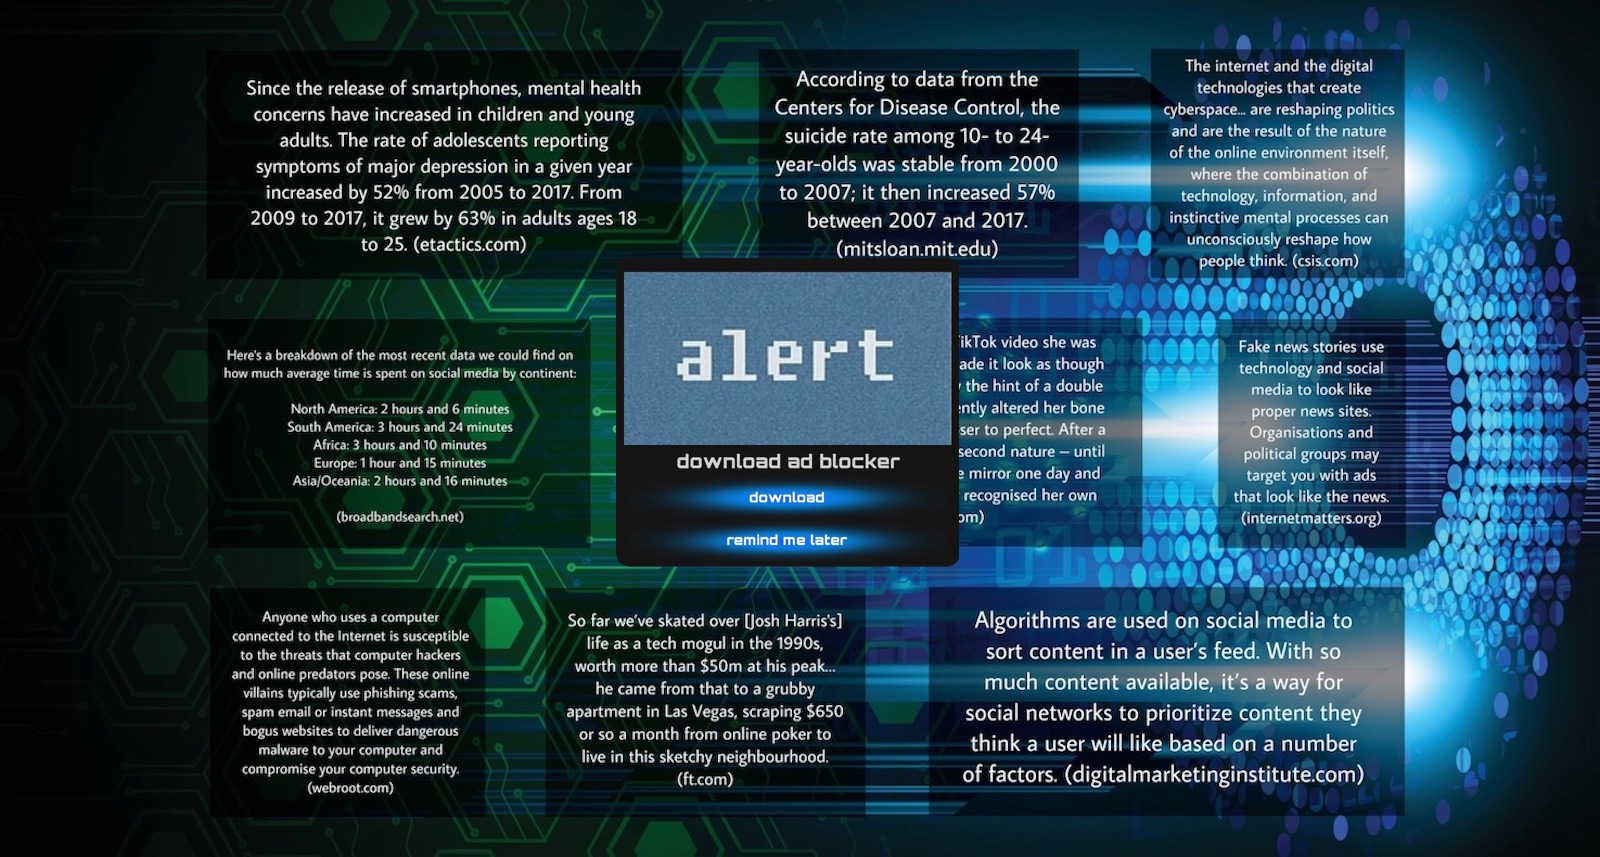 Since the release of smartphones, mental health
concerns have increased in children and young
adults. The rate of adolescents reporting
symptoms of major depression in a given year
increased by 52% from 2005 to 2017. From
2009 to 2017, it grew by 63% in adults ages 18
to 25. (etactics.com)
According to data from the
Centers for Disease Control, the
suicide rate among 10- to 24-
year-olds was stable from 2000
to 2007; it then increased 57%
between 2007 and 2017.
(mitsloan.mit.edu)
The internet and the digital
technologies that create
cyberspace... are reshaping politics
and are the result of the nature
of the online environment itself,
where the combination of
technology, information, and
instinctive mental processes can
unconsciously reshape how
people think. (csis.com)
Here's a breakdown of the most recent data we could find on
how much average time is spent on social media by continent:
North America: 2 hours and 6 minutes
South America: 3 hours and 24 minutes
Africa: 3 hours and 10 minutes
Europe: 1 hour and 15 minutes
Asia/Oceania: 2 hours and 16 minutes
(broadbandsearch.net)
alert
download ad blocker
download
remind me later
video she was
it look as though
the hint of a double
altered her bone
to perfect. After a
second nature – until
mirror one day and
recognised her own
Fake news stories use
technology and social
media to look like
proper news sites.
Organisations and
political groups may
target you with ads
that look like the news.
(internetmatters.org)
Anyone who uses a computer
connected to the Internet is susceptible
to the threats that computer hackers
and online predators pose. These online
villains typically use phishing scams,
spam email or instant messages and
bogus websites to deliver dangerous
malware to your computer and
compromise your computer security.
(webroot.com)
So far we've skated over [Josh Harris's]
life as a tech mogul in the 1990s,
worth more than $50m at his peak...
he came from that to a grubby
apartment in Las Vegas, scraping $650
or so a month from online poker to
live in this sketchy neighbourhood.
(ft.com)
Algorithms are used on social media to
sort content in a user's feed. With so
much content available, it's a way for
social networks to prioritize content they
think a user will like based on a number
of factors. (digitalmarketinginstitute.com)